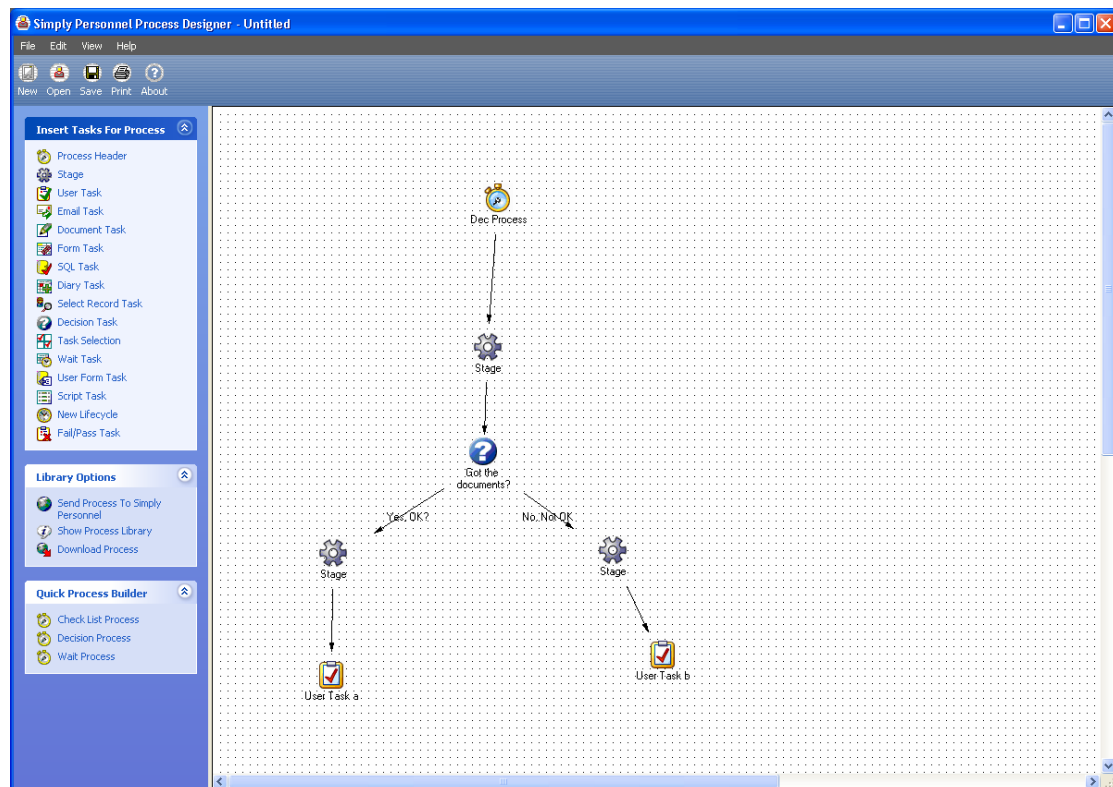 Simply Personnel Process Designer - Untitled
File Edit View Help
New Open Save Print About
Insert Tasks For Process
Process Header
Stage
User Task
Email Task
Document Task
Form Task
SQL Task
Diary Task
Select Record Task
Decision Task
Task Selection
Wait Task
User Form Task
Script Task
New Lifecycle
Fail/Pass Task
Library Options
Send Process To Simply
Personnel
Show Process Library
Download Process
Quick Process Builder
Check List Process
Decision Process
Wait Process
Dec Process
Stage
Got the
documents?
Yes, OK?
No, Not OK
Stage
Stage
User Task a
User Task b